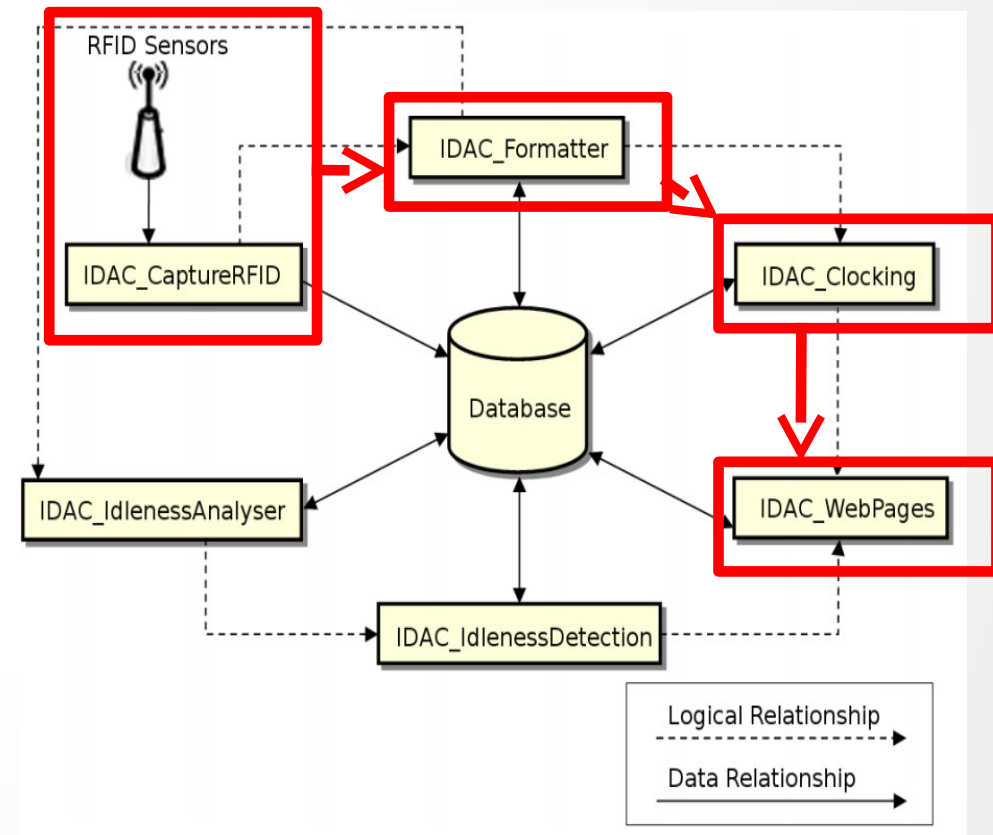 RFID Sensors
IDAC_Formatter
IDAC_CaptureRFID
IDAC_Clocking
Database
IDAC_IdlenessAnalyser
IDAC_WebPages
IDAC_IdlenessDetection
Logical Relationship
Data Relationship